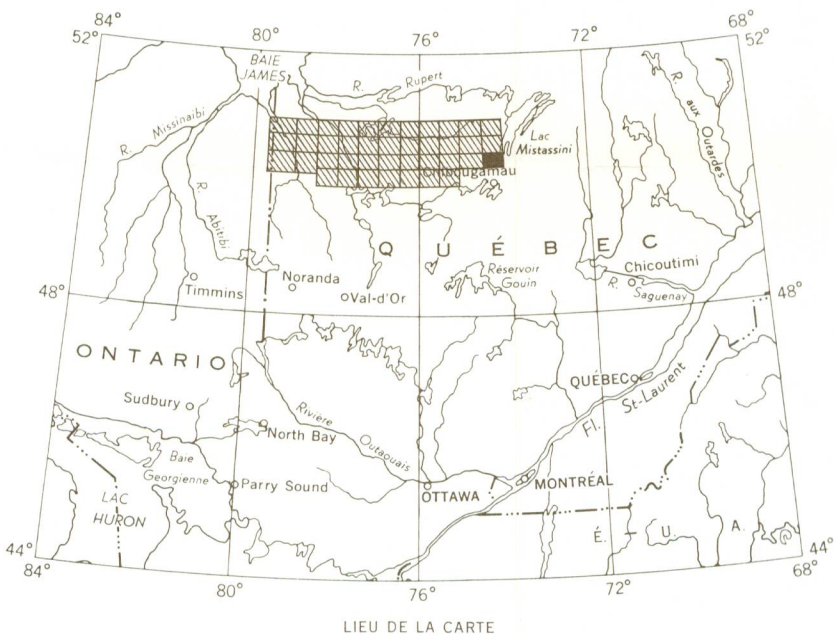 84°
80°
76°
72°
68°
52°
52°
BAIE
JAMES
R. Rupert
R. Missinaibi
R. Abitibi
Lac
Mistassini
R. aux Outardes
Chibougamau
QUÉBEC
Timmins
Noranda
Val-d'Or
Réservoir
Gouin
Chicoutimi
R. Saguenay
48°
48°
ONTARIO
Sudbury
North Bay
Rivière Outaouais
QUÉBEC
Fl. St-Laurent
Baie
Georgienne
Parry Sound
OTTAWA
MONTRÉAL
LAC
HURON
É.-U.A.
44°
44°
84°
80°
76°
72°
68°
LIEU DE LA CARTE